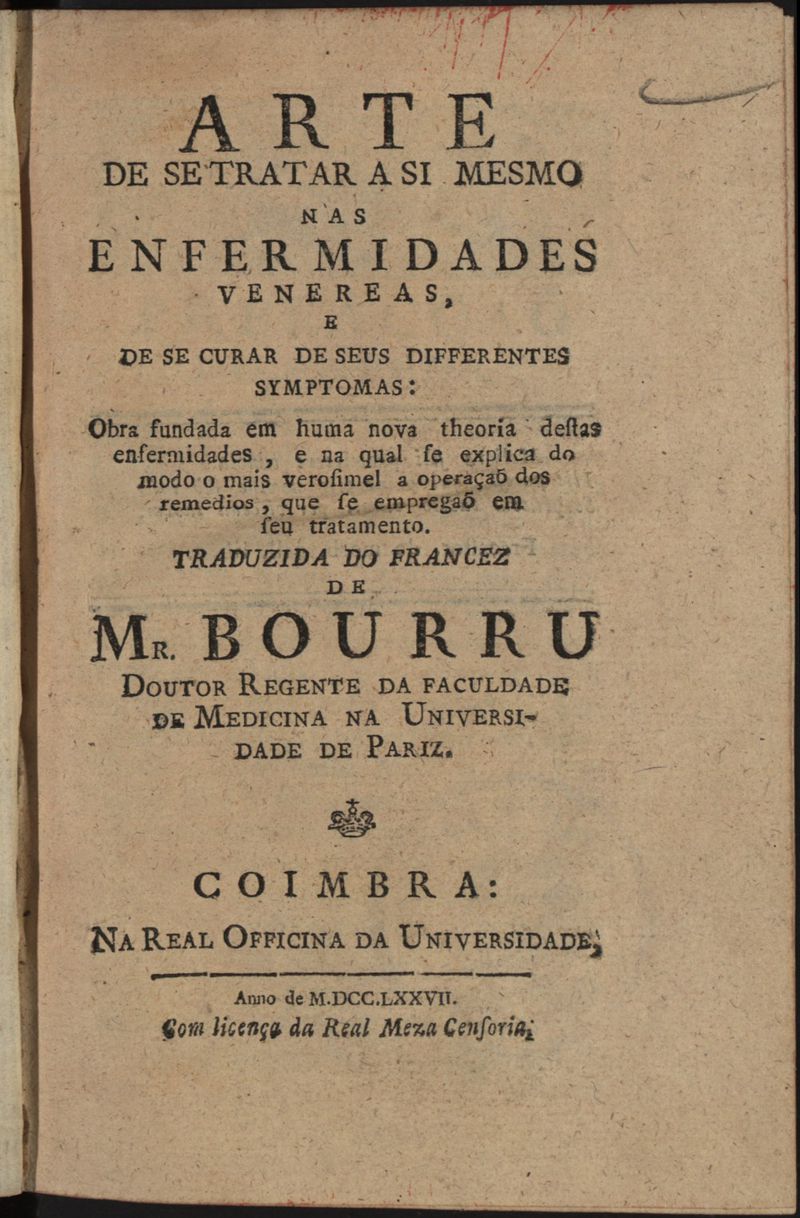 ARTE
DE SE TRATAR A SI MESMO
NAS
ENFERMIDADES
VENEREAS,
E
DE SE CURAR DE SEUS DIFFERENTES
SYMPTOMAS:
Obra fundada em huma nova theoria deſtas
enfermidades , e na qual ſe explica do
modo o mais veroſimel a operaçaõ dos
remedios , que ſe empregaõ em
ſeu tratamento.
TRADUZIDA DO FRANCEZ
DE
MR. BOURRU
DOUTOR REGENTE DA FACULDADE
DE MEDICINA NA UNIVERSI-
DADE DE PARIZ.
COIMBRA:
NA REAL OFFICINA DA UNIVERSIDADE;
Anno de M.DCC.LXXVII.
Com licença da Real Meza Cenſoria;